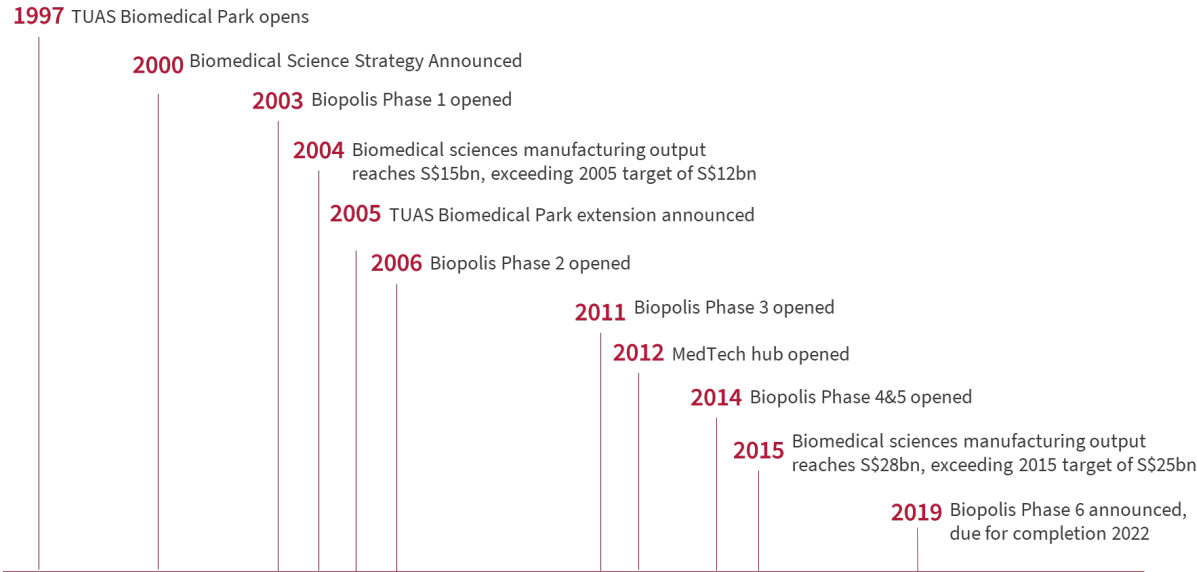 1997 TUAS Biomedical Park opens
2000 Biomedical Science Strategy Announced
2003 Biopolis Phase 1 opened
2004 Biomedical sciences manufacturing output
reaches S$15bn, exceeding 2005 target of S$12bn
2005 TUAS Biomedical Park extension announced
2006 Biopolis Phase 2 opened
2011 Biopolis Phase 3 opened
2012 MedTech hub opened
2014 Biopolis Phase 4&5 opened
2015 Biomedical sciences manufacturing output
reaches S$28bn, exceeding 2015 target of S$25bn
2019 Biopolis Phase 6 announced,
due for completion 2022